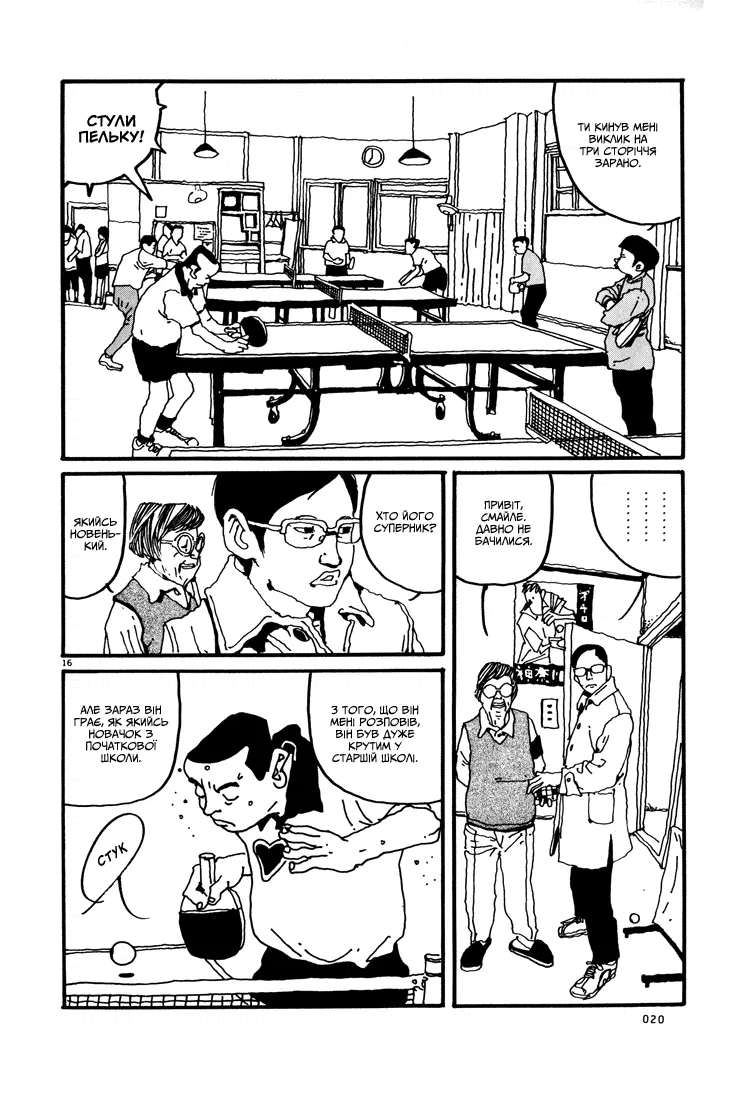 ТИ КИНУВ МЕНІ
ВИКЛИК НА
ТРИ СТОРІЧЧЯ
ЗАРАНО.
СТУЛИ
ПЕЛЬКУ!
ПРИВІТ,
СМАЙЛЕ.
ДАВНО НЕ
БАЧИЛИСЯ.
ХТО ЙОГО
СУПЕРНИК?
ЯКИЙСЬ
НОВЕНЬ-
КИЙ.
16
З ТОГО, ЩО ВІН
МЕНІ РОЗПОВІВ,
ВІН БУВ ДУЖЕ
КРУТИМ У
СТАРШІЙ ШКОЛІ.
АЛЕ ЗАРАЗ ВІН
ГРАЄ, ЯК ЯКИЙСЬ
НОВАЧОК З
ПОЧАТКОВОЇ
ШКОЛИ.
СТУК
020